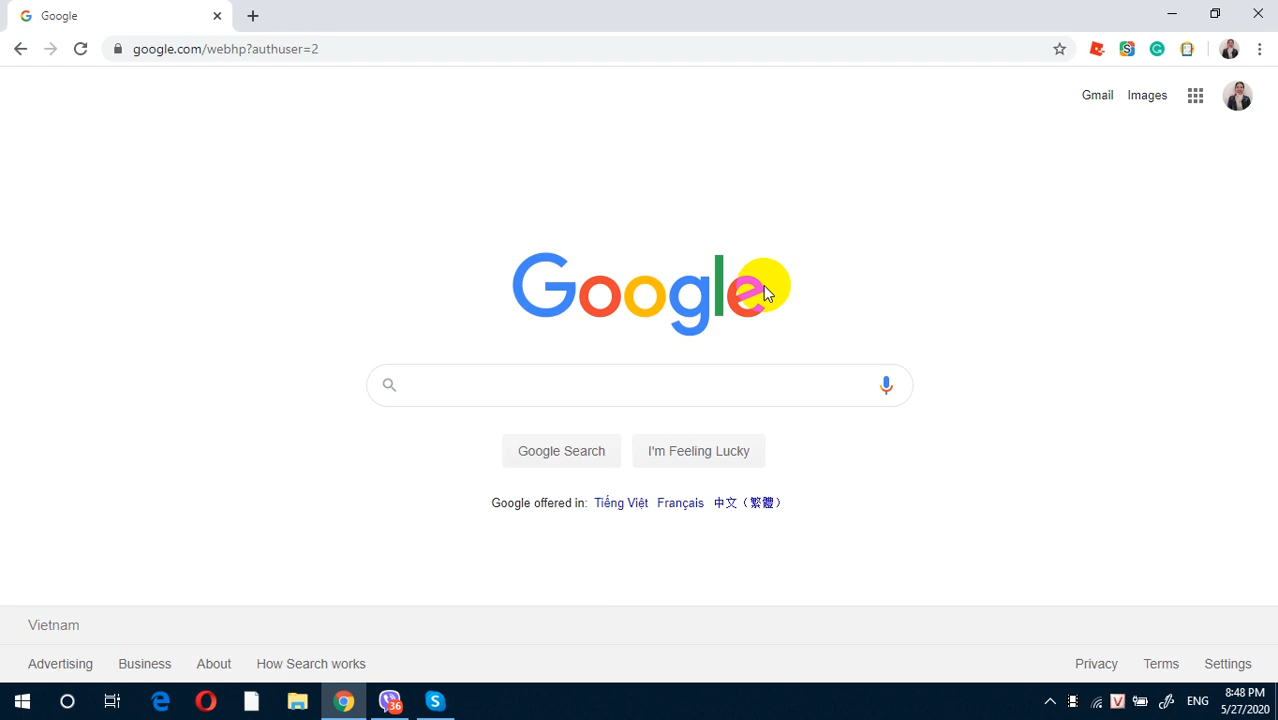 Google
google.com/webhp?authuser=2
Gmail Images
Google
Google Search I'm Feeling Lucky
Google offered in: Tiếng Việt Français 中文（繁體）
Vietnam
Advertising Business About How Search works Privacy Terms Settings
36
ENG
8:48 PM
5/27/2020